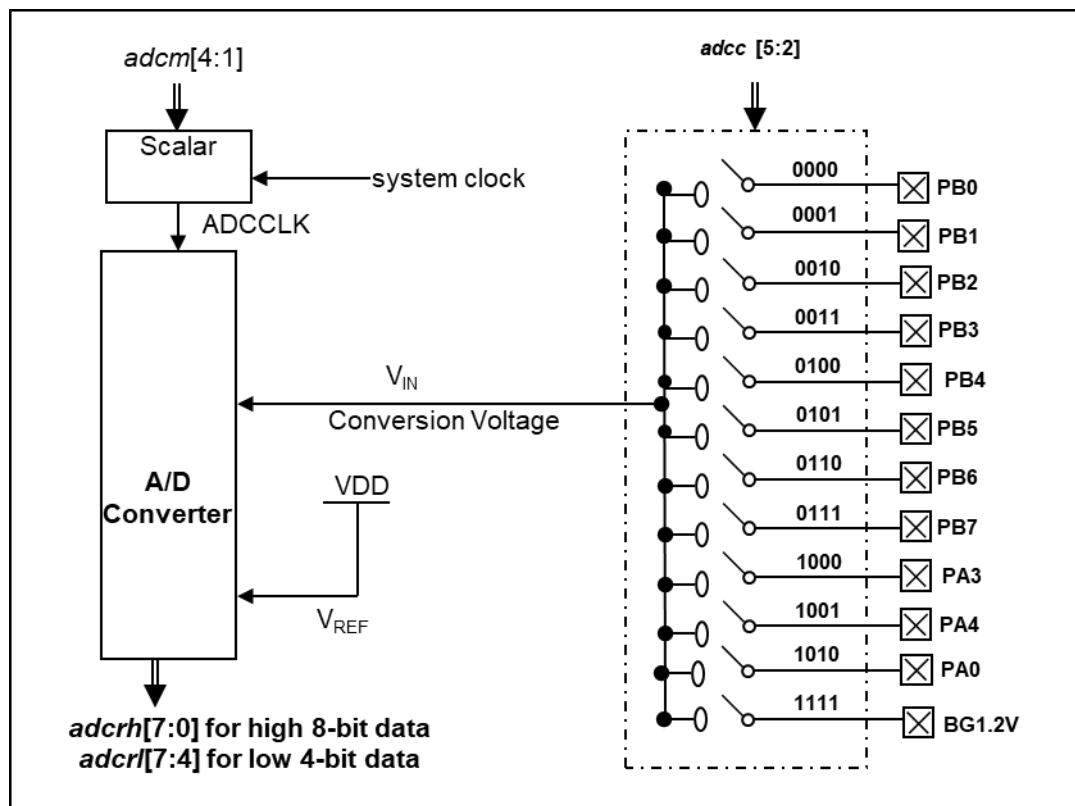 adcm[4:1]
Scalar
system clock
ADCCLK
A/D
Converter
V_IN
Conversion Voltage
VDD
V_REF
adcrh[7:0] for high 8-bit data
adcrl[7:4] for low 4-bit data
adcc [5:2]
0000 PB0
0001 PB1
0010 PB2
0011 PB3
0100 PB4
0101 PB5
0110 PB6
0111 PB7
1000 PA3
1001 PA4
1010 PA0
1111 BG1.2V